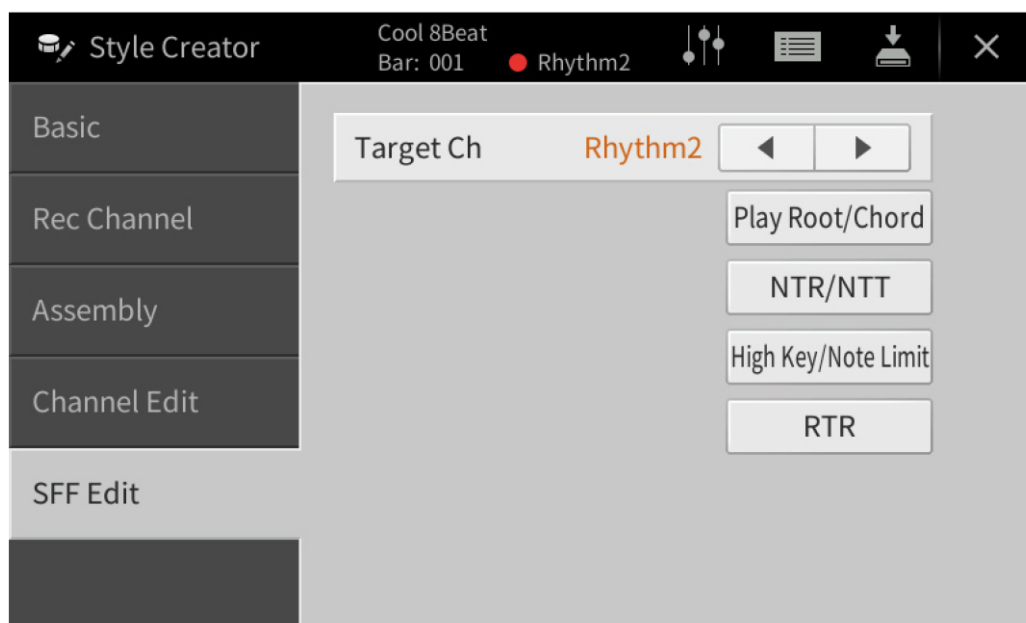 Style Creator
Cool 8Beat
Bar: 001 Rhythm2
Basic
Rec Channel
Assembly
Channel Edit
SFF Edit
Target Ch Rhythm2
Play Root/Chord
NTR/NTT
High Key/Note Limit
RTR